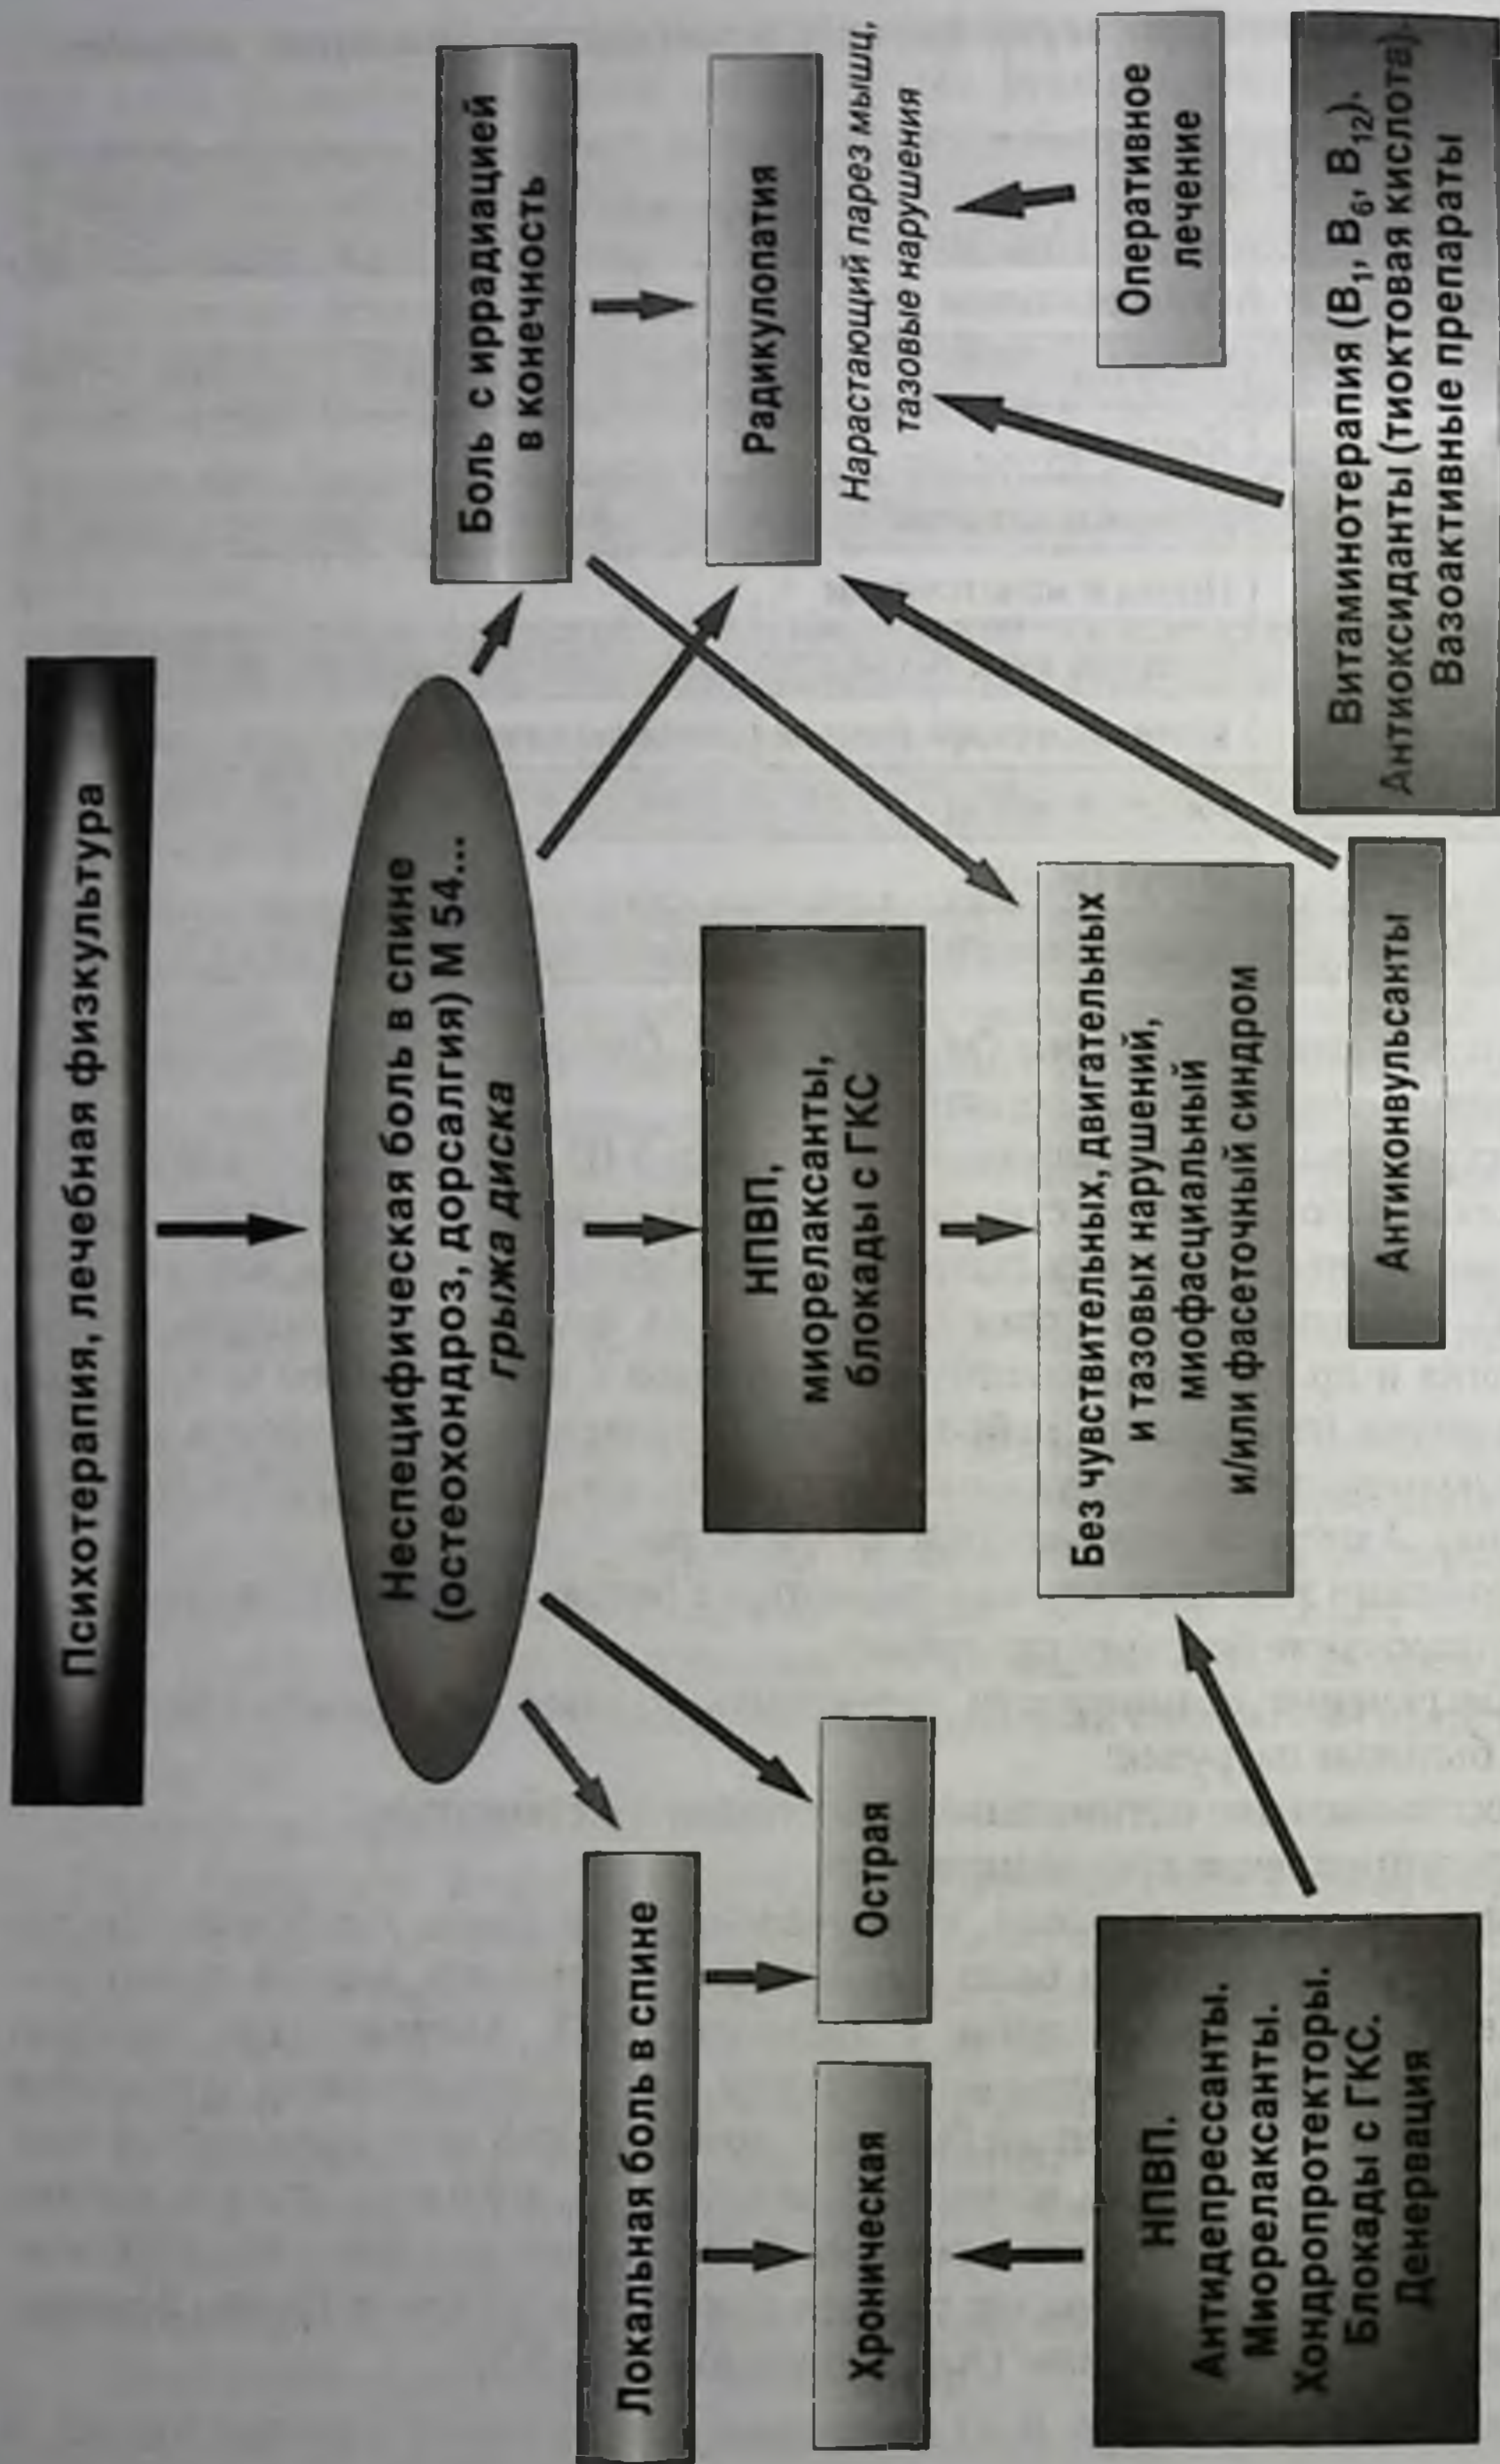 Психотерапия, лечебная физкультура
Неспецифическая боль в спине
(остеохондроз, дорсалгия) М 54...
грыжа диска
Локальная боль в спине
Боль с иррадиацией
в конечность
Хроническая
Острая
НПВП,
миорелаксанты,
блокады с ГКС
Радикулопатия
Нарастающий парез мышц,
тазовые нарушения
НПВП.
Антидепрессанты.
Миорелаксанты.
Хондропротекторы.
Блокады с ГКС.
Денервация
Без чувствительных, двигательных
и тазовых нарушений,
миофасциальный
и/или фасеточный синдром
Оперативное
лечение
Антиконвульсанты
Витаминотерапия (B₁, B₆, B₁₂).
Антиоксиданты (тиоктовая кислота).
Вазоактивные препараты